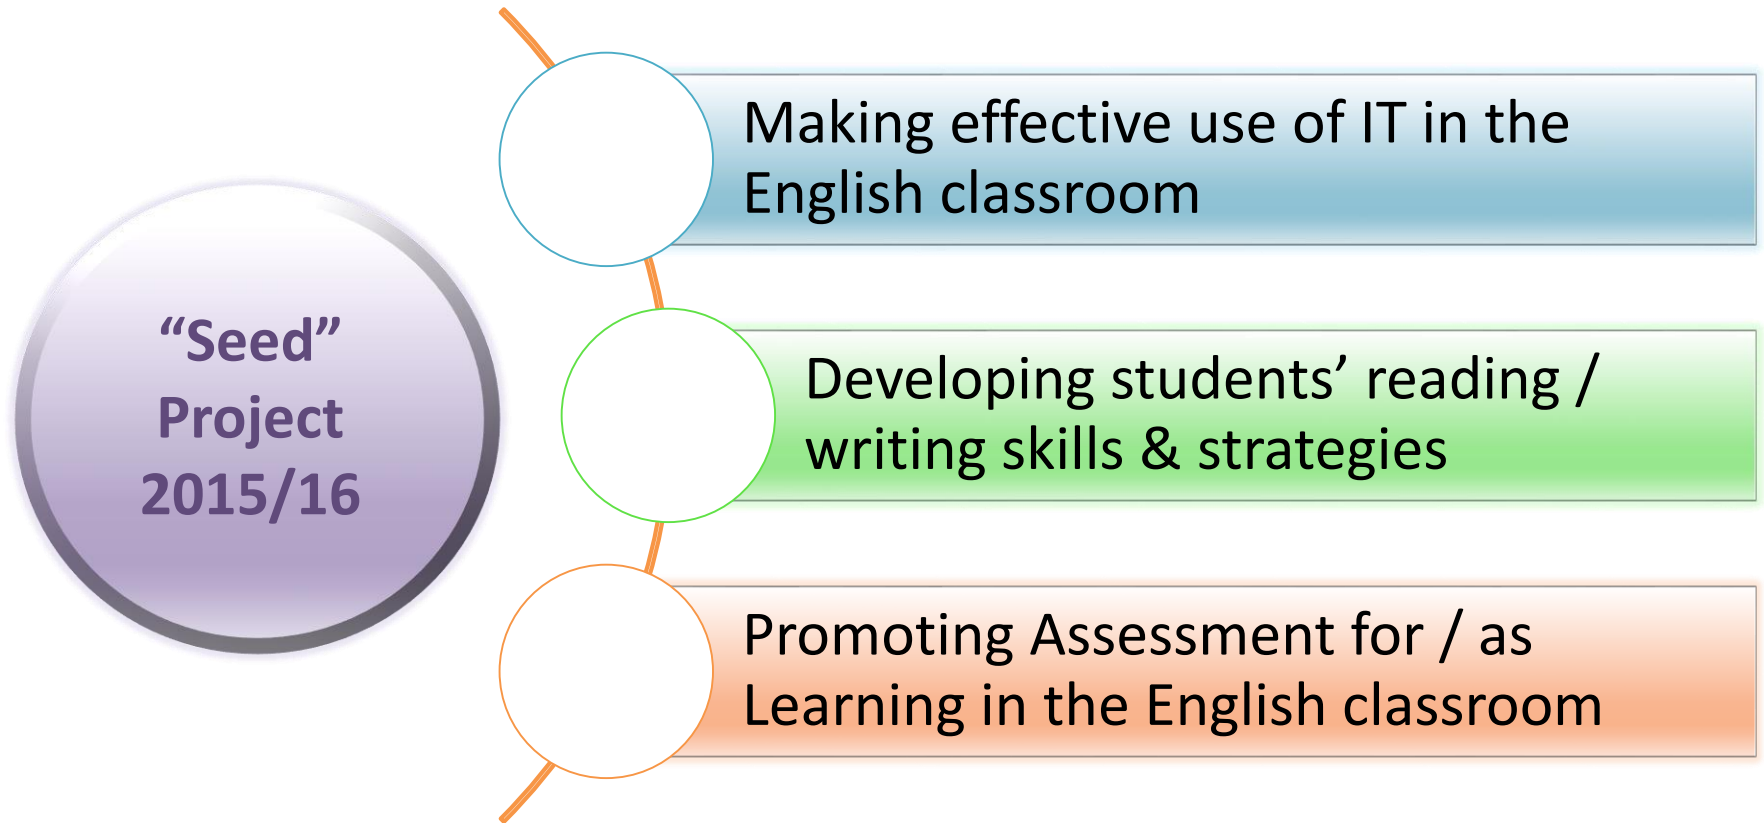 “Seed”
Project
2015/16
Making effective use of IT in the
English classroom
Developing students’ reading /
writing skills & strategies
Promoting Assessment for / as
Learning in the English classroom